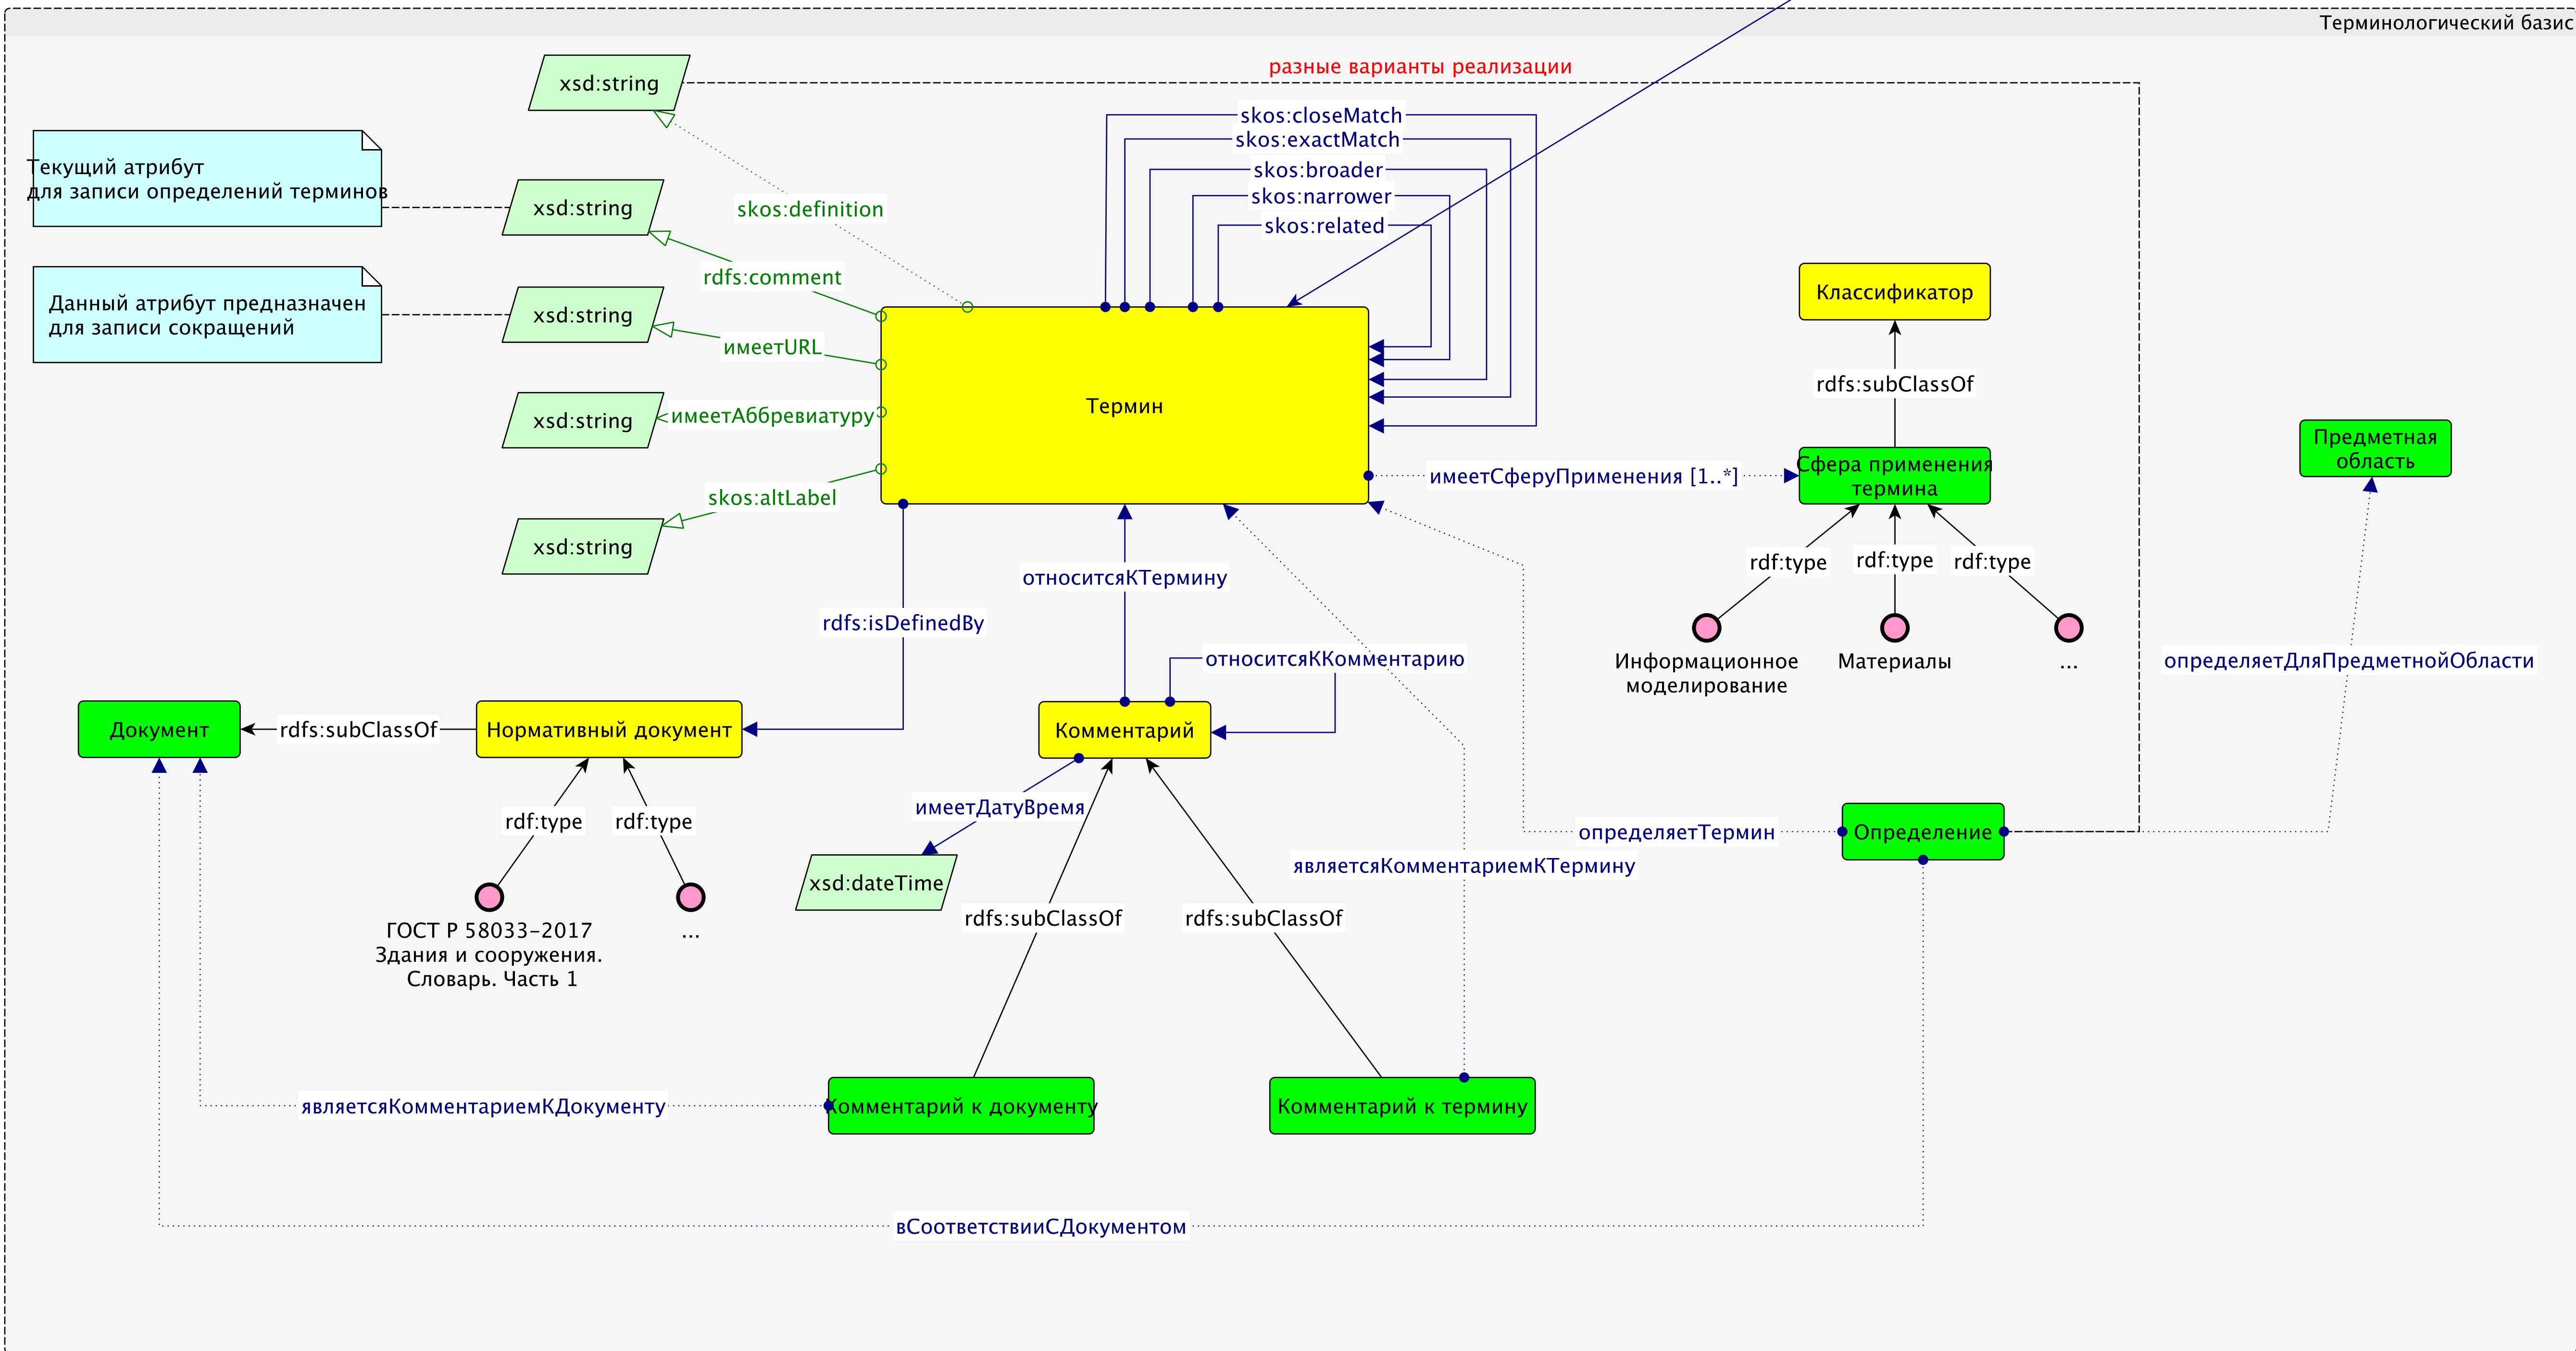 Терминологический базис
разные варианты реализации
xsd:string
skos:closeMatch
skos:exactMatch
skos:broader
skos:narrower
skos:related
Текущий атрибут
для записи определений терминов
xsd:string
skos:definition
rdfs:comment
Данный атрибут предназначен
для записи сокращений
xsd:string
имеетURL
Классификатор
rdfs:subClassOf
Термин
xsd:string
имеетАббревиатуру
skos:altLabel
xsd:string
имеетСферуПрименения [1..*]
Сфера применения
термина
Предметная
область
rdf:type
rdf:type
rdf:type
относитсяКТермину
rdfs:isDefinedBy
относитсяККомментарию
Информационное
моделирование
Материалы
...
определяетДляПредметнойОбласти
Документ
rdfs:subClassOf
Нормативный документ
Комментарий
rdf:type
rdf:type
имеетДатуВремя
определяетТермин
Определение
xsd:dateTime
являетсяКомментариемКТермину
rdfs:subClassOf
rdfs:subClassOf
ГОСТ Р 58033-2017
Здания и сооружения.
Словарь. Часть 1
...
являетсяКомментариемКДокументу
Комментарий к документу
Комментарий к термину
вСоответствииСДокументом